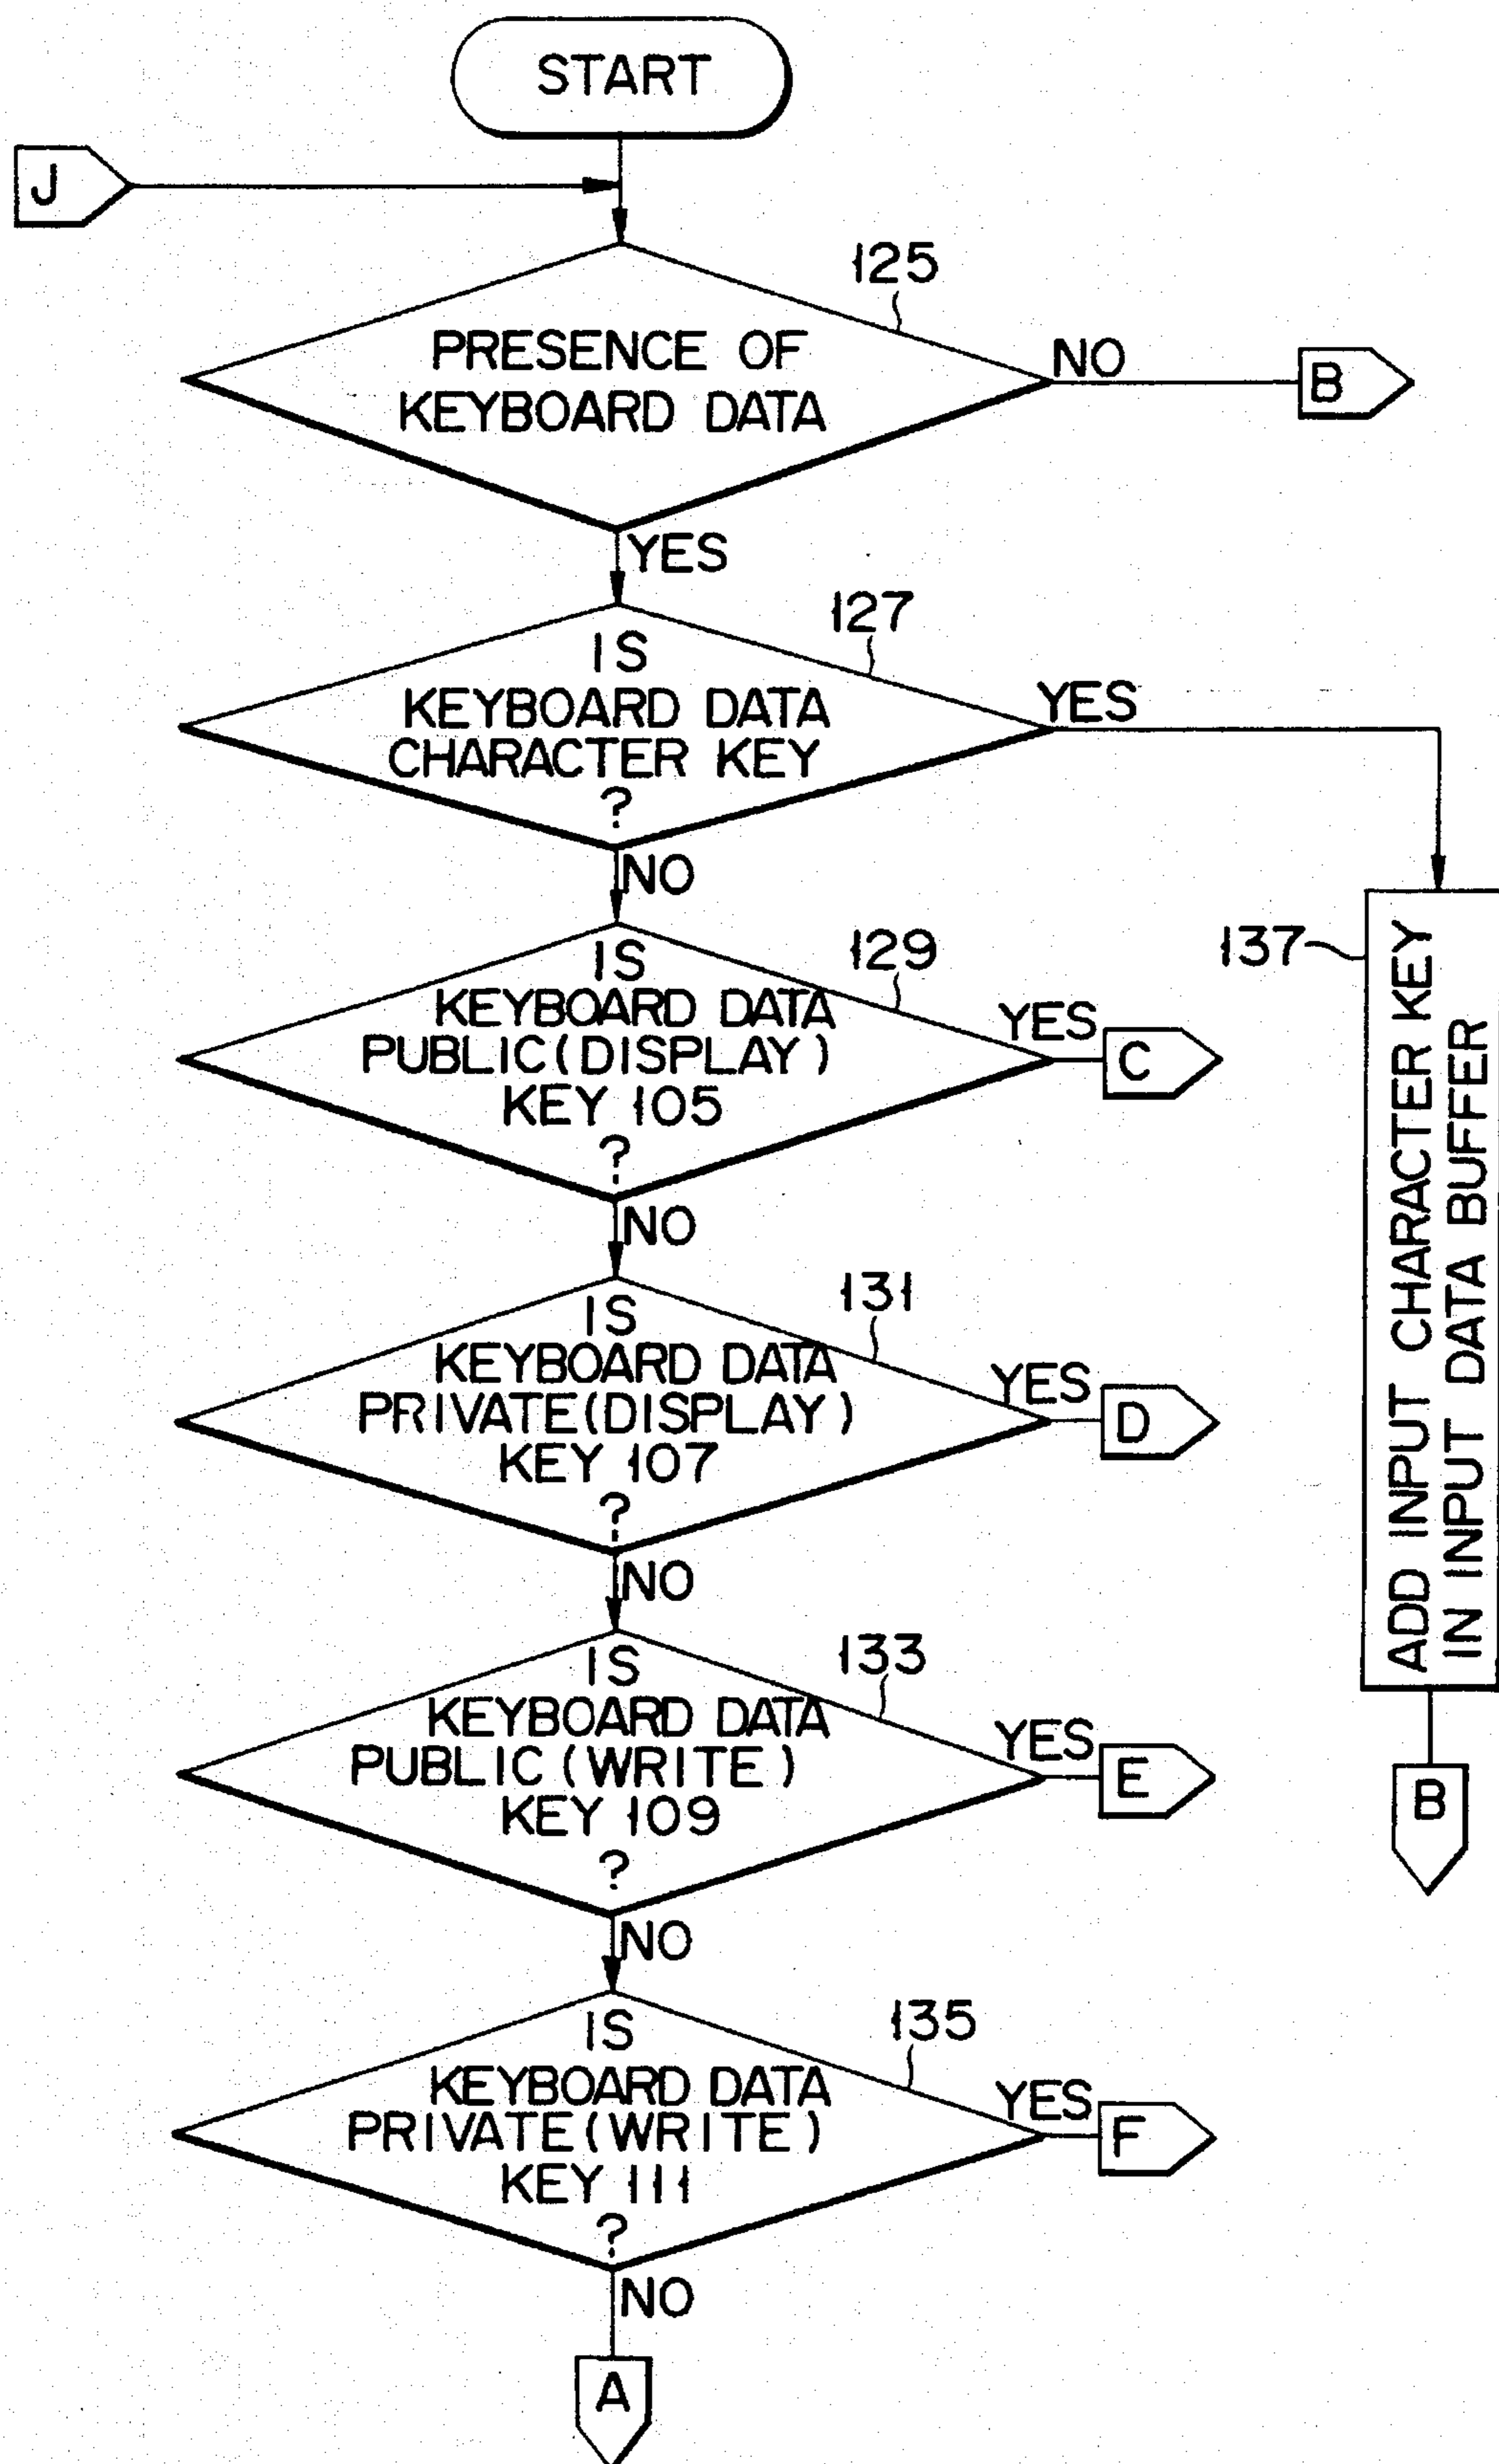 START
J
125
PRESENCE OF
KEYBOARD DATA
NO
B
YES
127
IS
KEYBOARD DATA
CHARACTER KEY
?
YES
NO
137
ADD INPUT CHARACTER KEY
IN INPUT DATA BUFFER
B
129
IS
KEYBOARD DATA
PUBLIC(DISPLAY)
KEY 105
?
YES
C
NO
131
IS
KEYBOARD DATA
PRIVATE(DISPLAY)
KEY 107
?
YES
D
NO
133
IS
KEYBOARD DATA
PUBLIC(WRITE)
KEY 109
?
YES
E
NO
135
IS
KEYBOARD DATA
PRIVATE(WRITE)
KEY 111
?
YES
F
NO
A